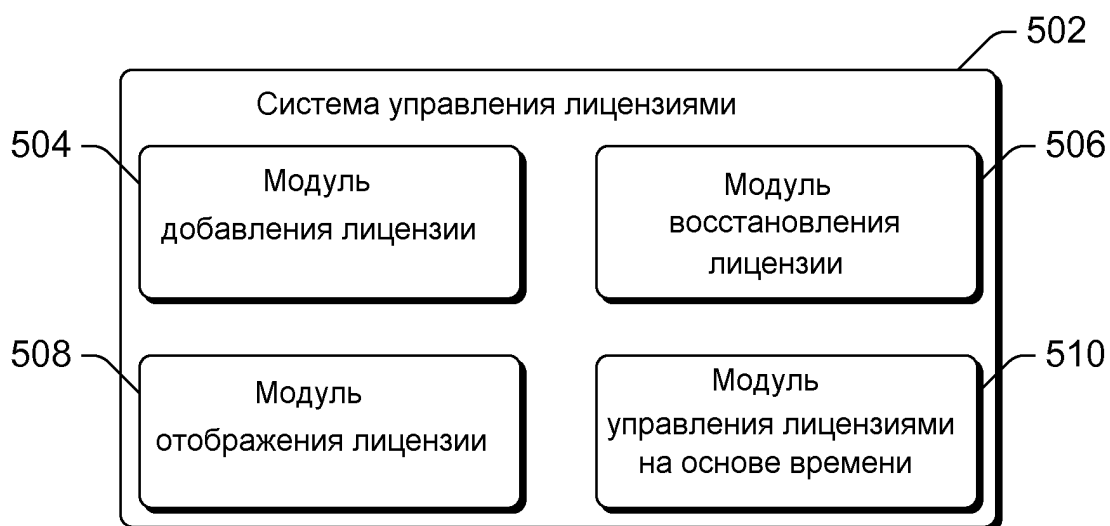 502
Система управления лицензиями
504
Модуль
добавления лицензии
506
Модуль
восстановления
лицензии
508
Модуль
отображения лицензии
510
Модуль
управления лицензиями
на основе времени